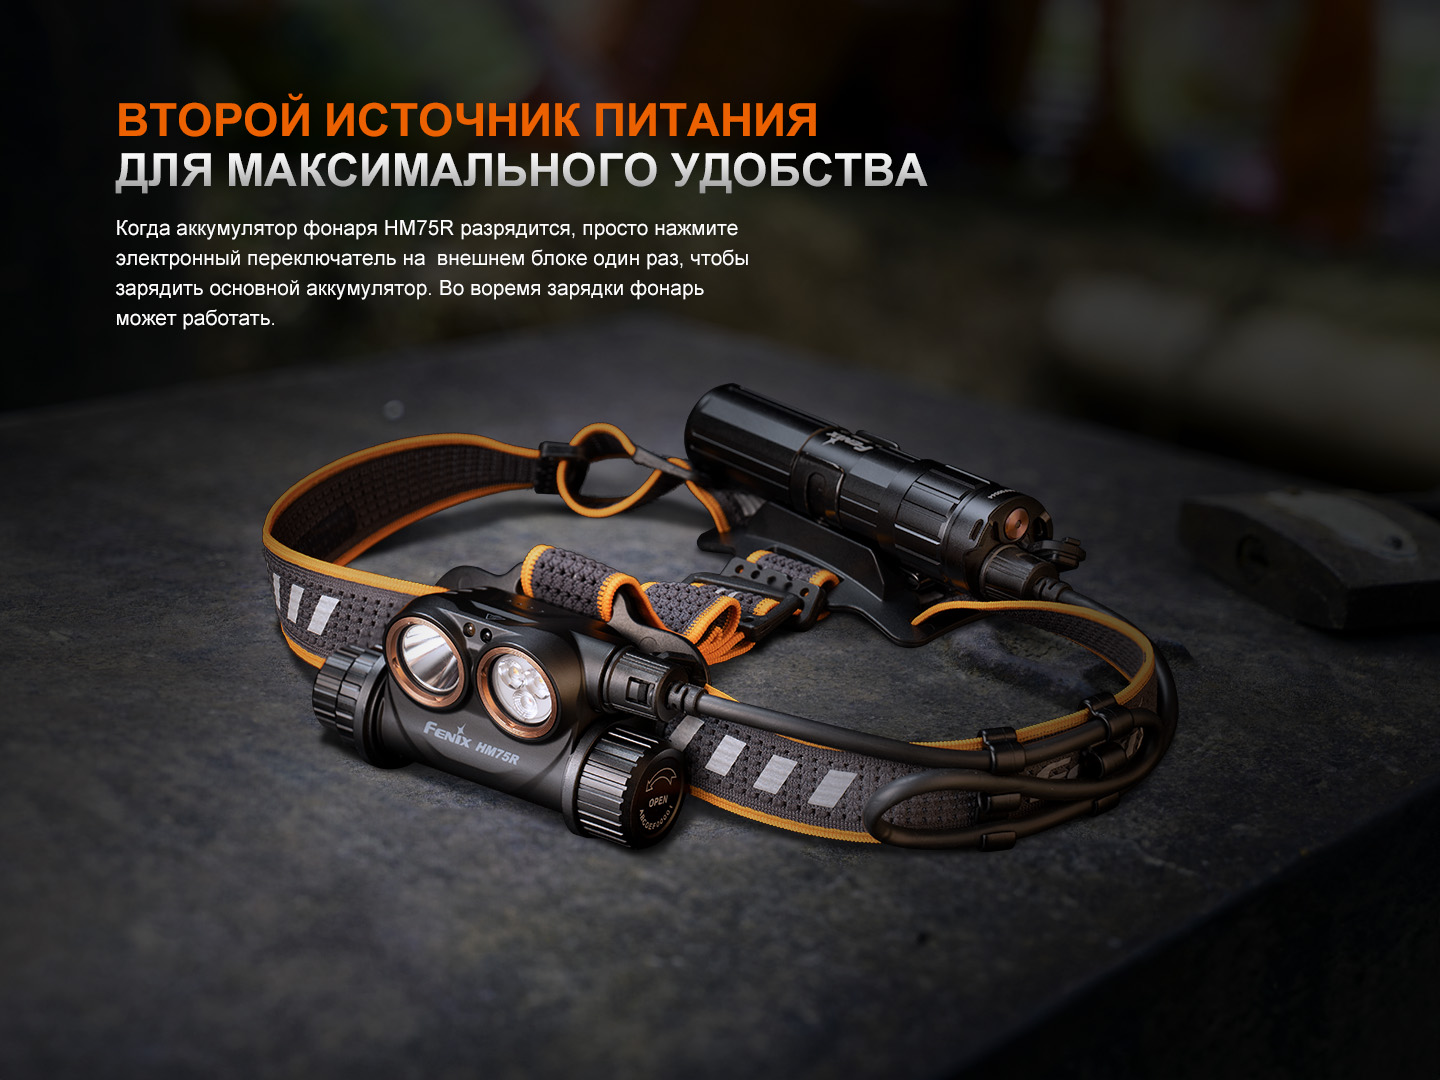 ВТОРОЙ ИСТОЧНИК ПИТАНИЯ
ДЛЯ МАКСИМАЛЬНОГО УДОБСТВА
Когда аккумулятор фонаря HM75R разрядится, просто нажмите
электронный переключатель на  внешнем блоке один раз, чтобы
зарядить основной аккумулятор. Во воремя зарядки фонарь
может работать.
Fenix
FENIX HM75R
OPEN